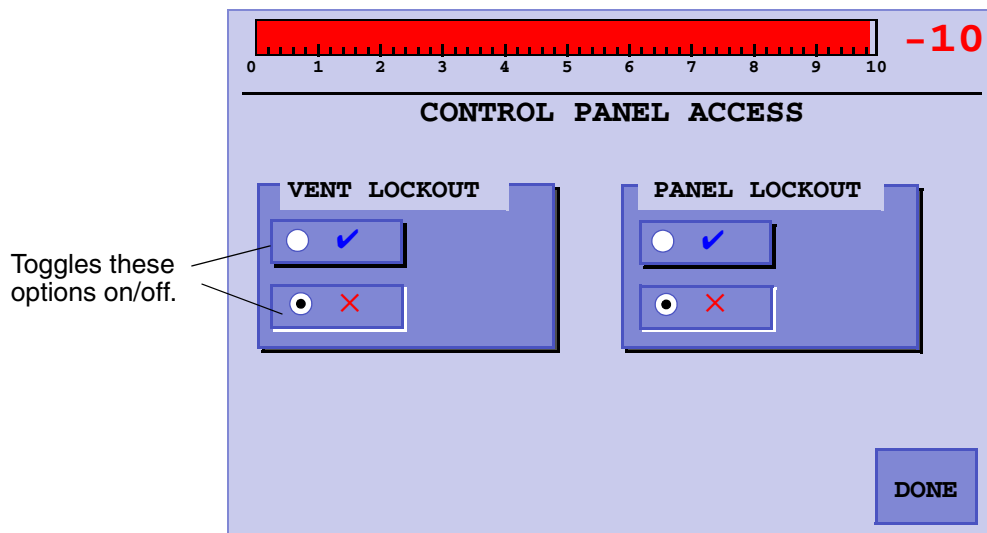 -10
0 1 2 3 4 5 6 7 8 9 10
CONTROL PANEL ACCESS
VENT LOCKOUT
PANEL LOCKOUT
Toggles these
options on/off.
DONE